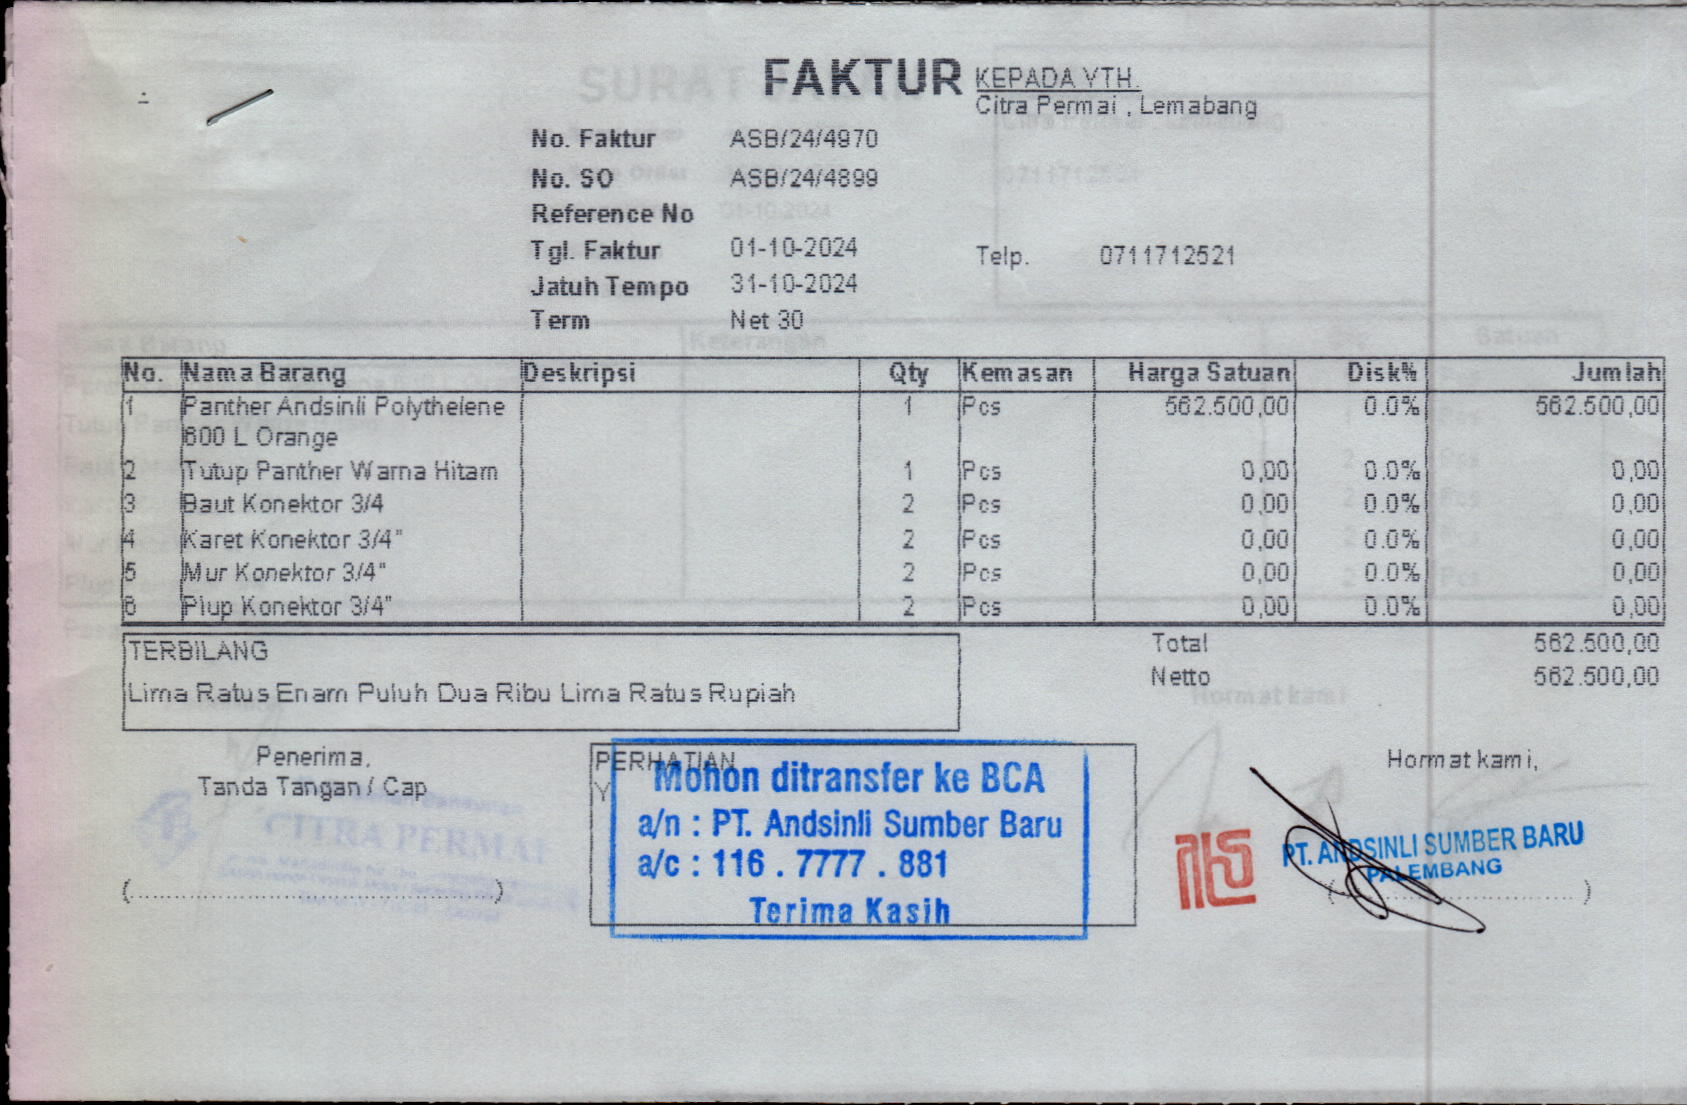 FAKTUR
KEPADA YTH.
Citra Permai , Lemabang
No. Faktur ASB/24/4970
No. SO ASB/24/4899
Reference No
Tgl. Faktur 01-10-2024
Telp. 0711712521
Jatuh Tempo 31-10-2024
Term Net 30
No. Nama Barang Deskripsi Qty Kemasan Harga Satuan Disk% Jumlah
1 Panther Andsinli Polythelene 1 Pcs 562.500,00 0.0% 562.500,00
600 L Orange
2 Tutup Panther Warna Hitam 1 Pcs 0,00 0.0% 0,00
3 Baut Konektor 3/4 2 Pcs 0,00 0.0% 0,00
4 Karet Konektor 3/4" 2 Pcs 0,00 0.0% 0,00
5 Mur Konektor 3/4" 2 Pcs 0,00 0.0% 0,00
6 Plup Konektor 3/4" 2 Pcs 0,00 0.0% 0,00
TERBILANG
Lima Ratus Enam Puluh Dua Ribu Lima Ratus Rupiah
Total 562.500,00
Netto 562.500,00
Penerima,
Tanda Tangan / Cap
CITRA PERMAI
PERHATIAN
Y
Mohon ditransfer ke BCA
a/n : PT. Andsinli Sumber Baru
a/c : 116 . 7777 . 881
Terima Kasih
Hormat kami,
PT. ANDSINLI SUMBER BARU
PALEMBANG